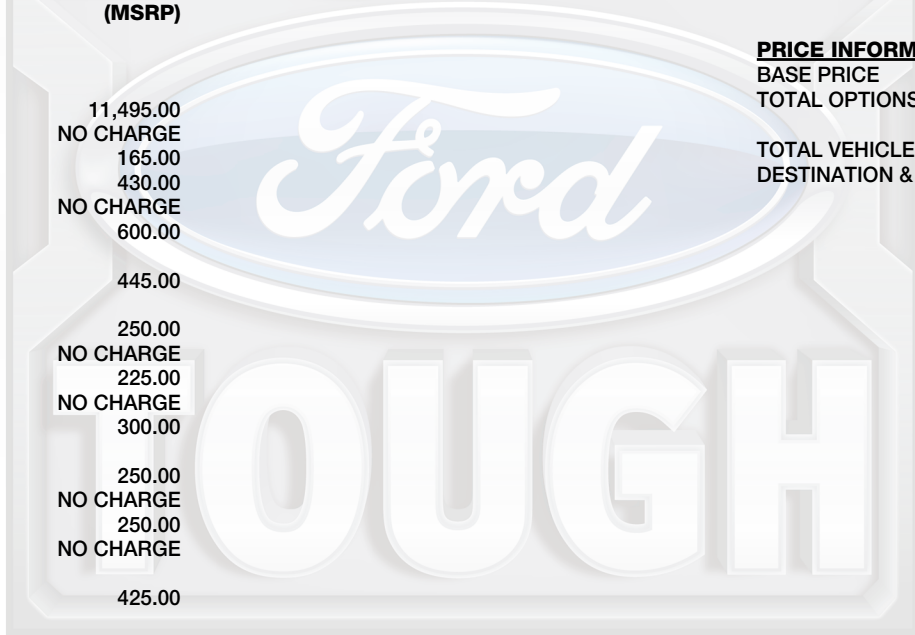 (MSRP)
11,495.00
NO CHARGE
165.00
430.00
NO CHARGE
600.00
445.00
250.00
NO CHARGE
225.00
NO CHARGE
300.00
250.00
NO CHARGE
250.00
NO CHARGE
425.00
PRICE INFORM
BASE PRICE
TOTAL OPTIONS
TOTAL VEHICLE
DESTINATION &
Ford
TOUGH